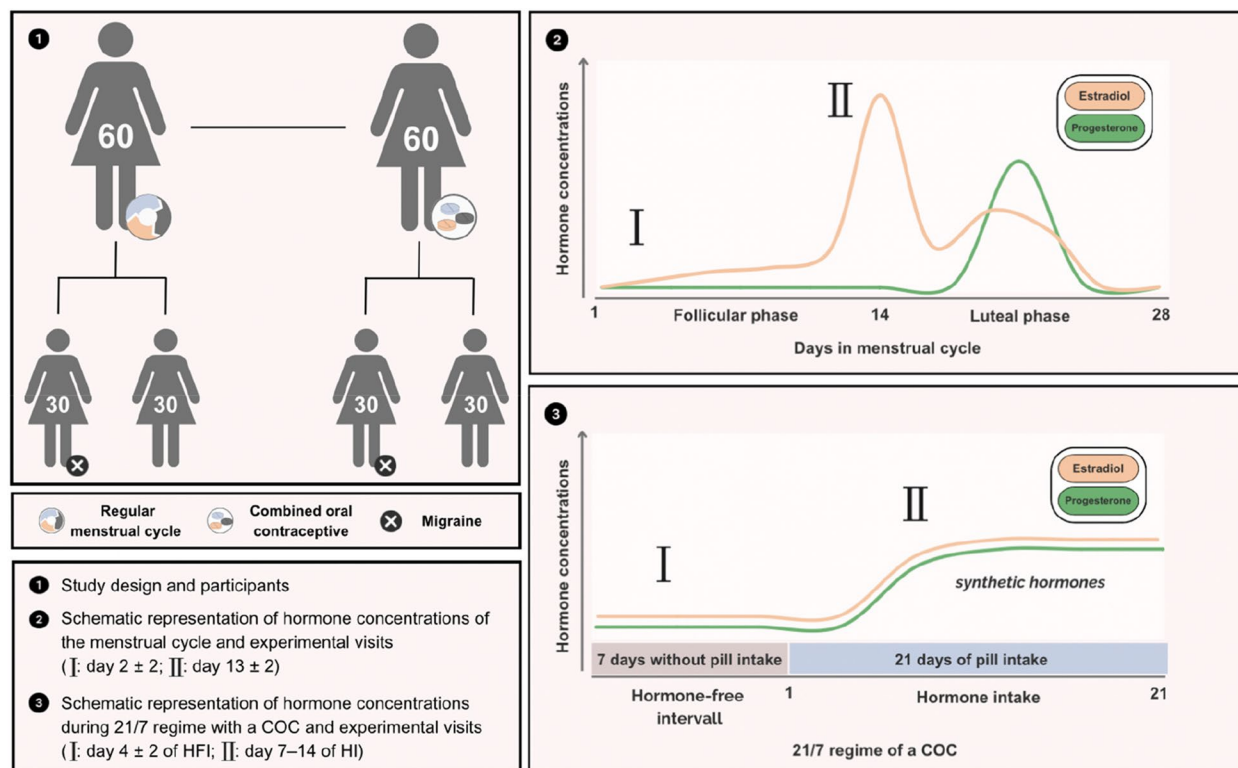 1
60
60
30
30
30
30
Regular
menstrual cycle
Combined oral
contraceptive
Migraine
1 Study design and participants
2 Schematic representation of hormone concentrations of
the menstrual cycle and experimental visits
(I: day 2 ± 2; II: day 13 ± 2)
3 Schematic representation of hormone concentrations
during 21/7 regime with a COC and experimental visits
(I: day 4 ± 2 of HFI; II: day 7–14 of HI)
2
Hormone concentrations
I
II
Estradiol
Progesterone
1
Follicular phase
14
Luteal phase
28
Days in menstrual cycle
3
Hormone concentrations
I
II
Estradiol
Progesterone
synthetic hormones
7 days without pill intake
21 days of pill intake
Hormone-free
intervall
1
Hormone intake
21
21/7 regime of a COC